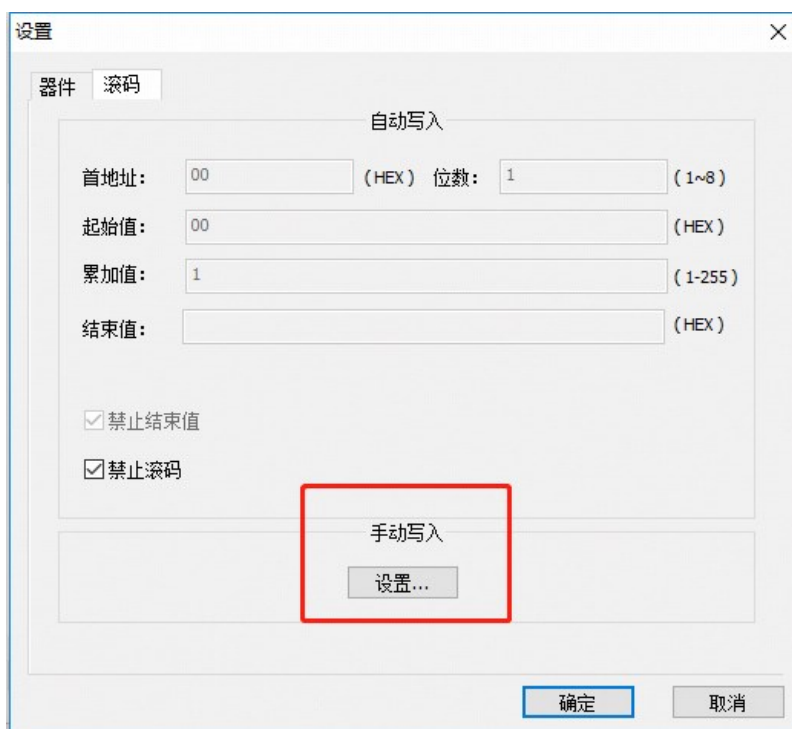 设置
器件 滚码
自动写入
首地址: 00 (HEX) 位数: 1 (1~8)
起始值: 00 (HEX)
累加值: 1 (1-255)
结束值: (HEX)
禁止结束值
禁止滚码
手动写入
设置...
确定 取消